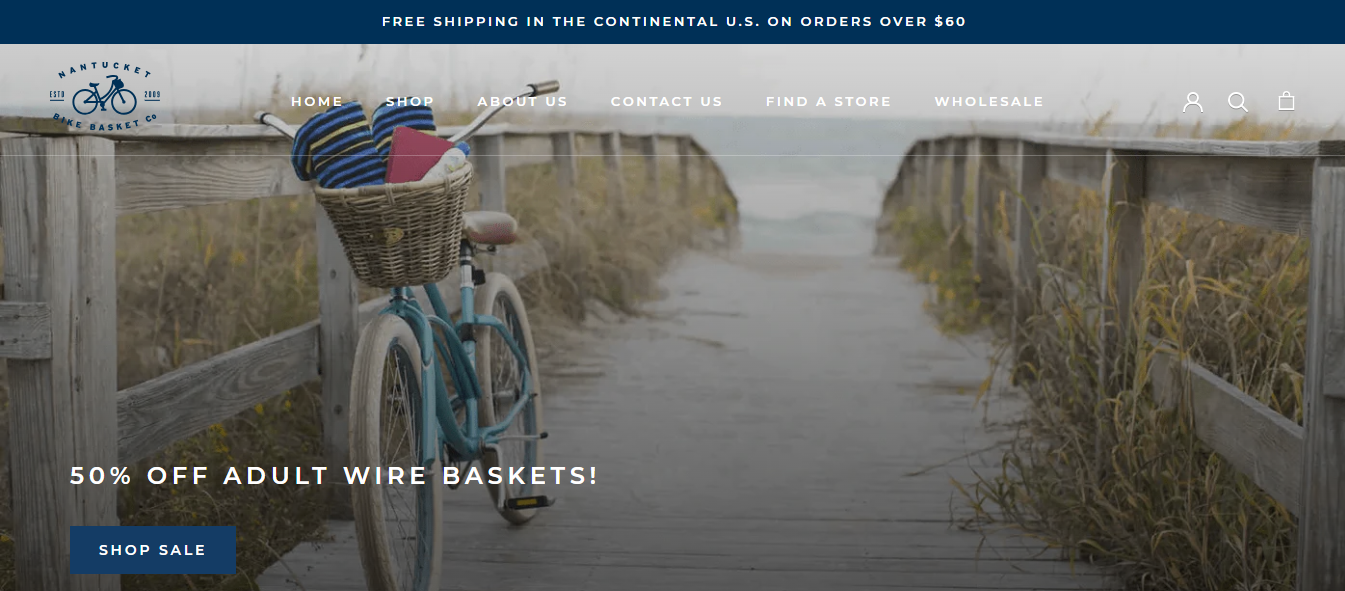 FREE SHIPPING IN THE CONTINENTAL U.S. ON ORDERS OVER $60
NANTUCKET
ESTD 2009
BIKE BASKET Co
HOME SHOP ABOUT US CONTACT US FIND A STORE WHOLESALE
50% OFF ADULT WIRE BASKETS!
SHOP SALE